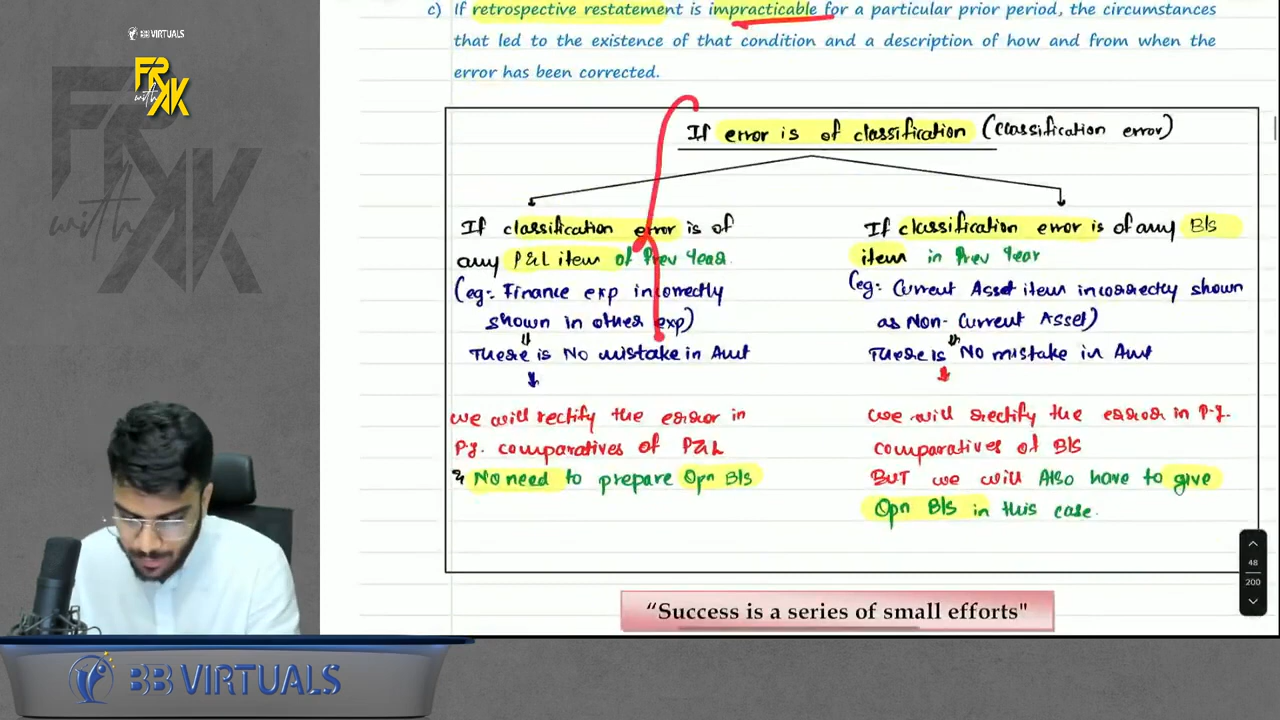 c) If retrospective restatement is impracticable for a particular prior period, the circumstances
that led to the existence of that condition and a description of how and from when the
error has been corrected.
BB VIRTUALS
FR
with
AK
FR
with
AK
If error is of classification (classification error)
If classification error is of
any P&L item of Prev Year.
(eg:- Finance exp incorrectly
shown in other exp)
There is No mistake in Amt
we will rectify the error in
P.y. comparatives of P&L
& No need to prepare Opn B/s
If classification error is of any B/s
item in Prev Year
(eg: Current Asset item incorrectly shown
as Non-Current Asset)
There is No mistake in Amt
we will rectify the error in P.y.
comparatives of B/s
BUT we will Also have to give
Opn B/s in this case.
48
200
“Success is a series of small efforts"
BB VIRTUALS